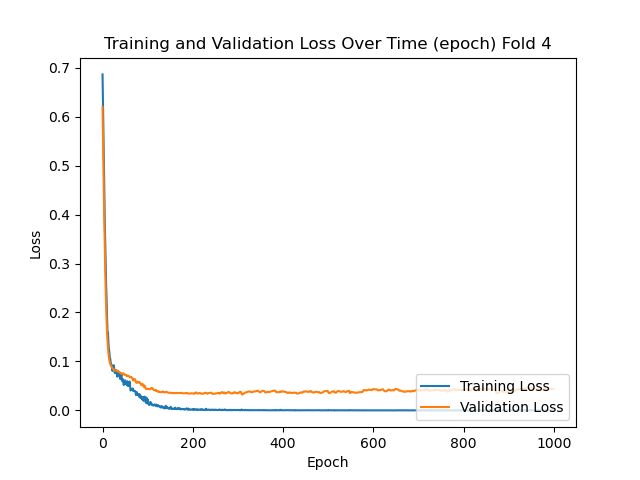 Training and Validation Loss Over Time (epoch) Fold 4
0.7
0.6
0.5
0.4
0.3
0.2
0.1
0.0
Loss
Training Loss
Validation Loss
0 200 400 600 800 1000
Epoch